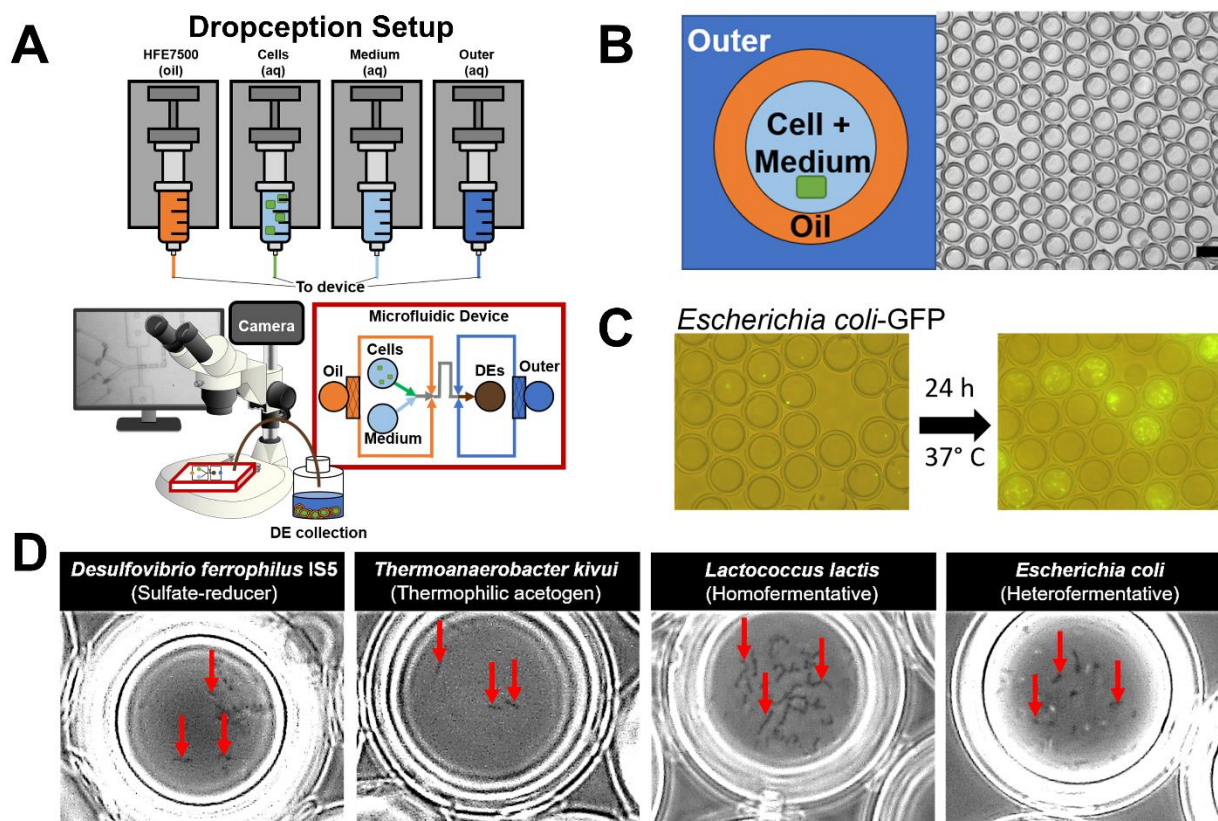 A
Dropception Setup
HFE7500
(oil)
Cells
(aq)
Medium
(aq)
Outer
(aq)
To device
Camera
Microfluidic Device
Oil
Cells
Medium
DEs
Outer
DE collection
B
Outer
Cell +
Medium
Oil
C
Escherichia coli-GFP
24 h
37° C
D
Desulfovibrio ferrophilus IS5
(Sulfate-reducer)
Thermoanaerobacter kivui
(Thermophilic acetogen)
Lactococcus lactis
(Homofermentative)
Escherichia coli
(Heterofermentative)